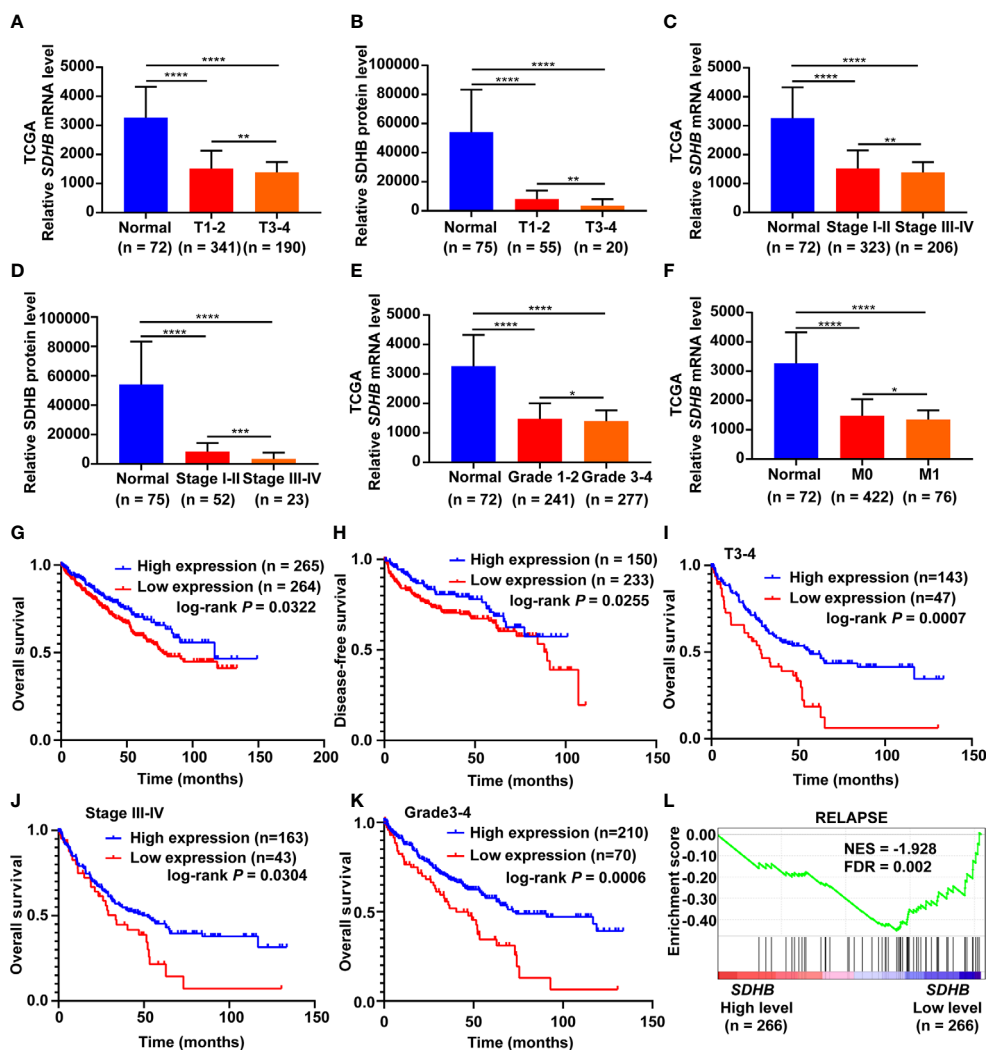 A
TCGA
Relative SDHB mRNA level
5000
4000
3000
2000
1000
0
****
****
**
Normal
T1-2
T3-4
(n = 72)
(n = 341)
(n = 190)
B
Relative SDHB protein level
100000
80000
60000
40000
20000
0
****
****
**
Normal
T1-2
T3-4
(n = 75)
(n = 55)
(n = 20)
C
TCGA
Relative SDHB mRNA level
5000
4000
3000
2000
1000
0
****
****
**
Normal
Stage I-II
Stage III-IV
(n = 72)
(n = 323)
(n = 206)
D
Relative SDHB protein level
100000
80000
60000
40000
20000
0
****
****
***
Normal
Stage I-II
Stage III-IV
(n = 75)
(n = 52)
(n = 23)
E
TCGA
Relative SDHB mRNA level
5000
4000
3000
2000
1000
0
****
****
*
Normal
Grade 1-2
Grade 3-4
(n = 72)
(n = 241)
(n = 277)
F
TCGA
Relative SDHB mRNA level
5000
4000
3000
2000
1000
0
****
****
*
Normal
M0
M1
(n = 72)
(n = 422)
(n = 76)
G
Overall survival
1.0
0.5
0.0
High expression (n = 265)
Low expression (n = 264)
log-rank P = 0.0322
0
50
100
150
200
Time (months)
H
Disease-free survival
1.0
0.5
0.0
High expression (n = 150)
Low expression (n = 233)
log-rank P = 0.0255
0
50
100
150
Time (months)
I
T3-4
Overall survival
1.0
0.5
0.0
High expression (n=143)
Low expression (n=47)
log-rank P = 0.0007
0
50
100
150
Time (months)
J
Stage III-IV
Overall survival
1.0
0.5
0.0
High expression (n=163)
Low expression (n=43)
log-rank P = 0.0304
0
50
100
150
Time (months)
K
Grade3-4
Overall survival
1.0
0.5
0.0
High expression (n=210)
Low expression (n=70)
log-rank P = 0.0006
0
50
100
150
Time (months)
L
RELAPSE
Enrichment score
0.00
-0.10
-0.20
-0.30
-0.40
NES = -1.928
FDR = 0.002
SDHB
High level
(n = 266)
SDHB
Low level
(n = 266)